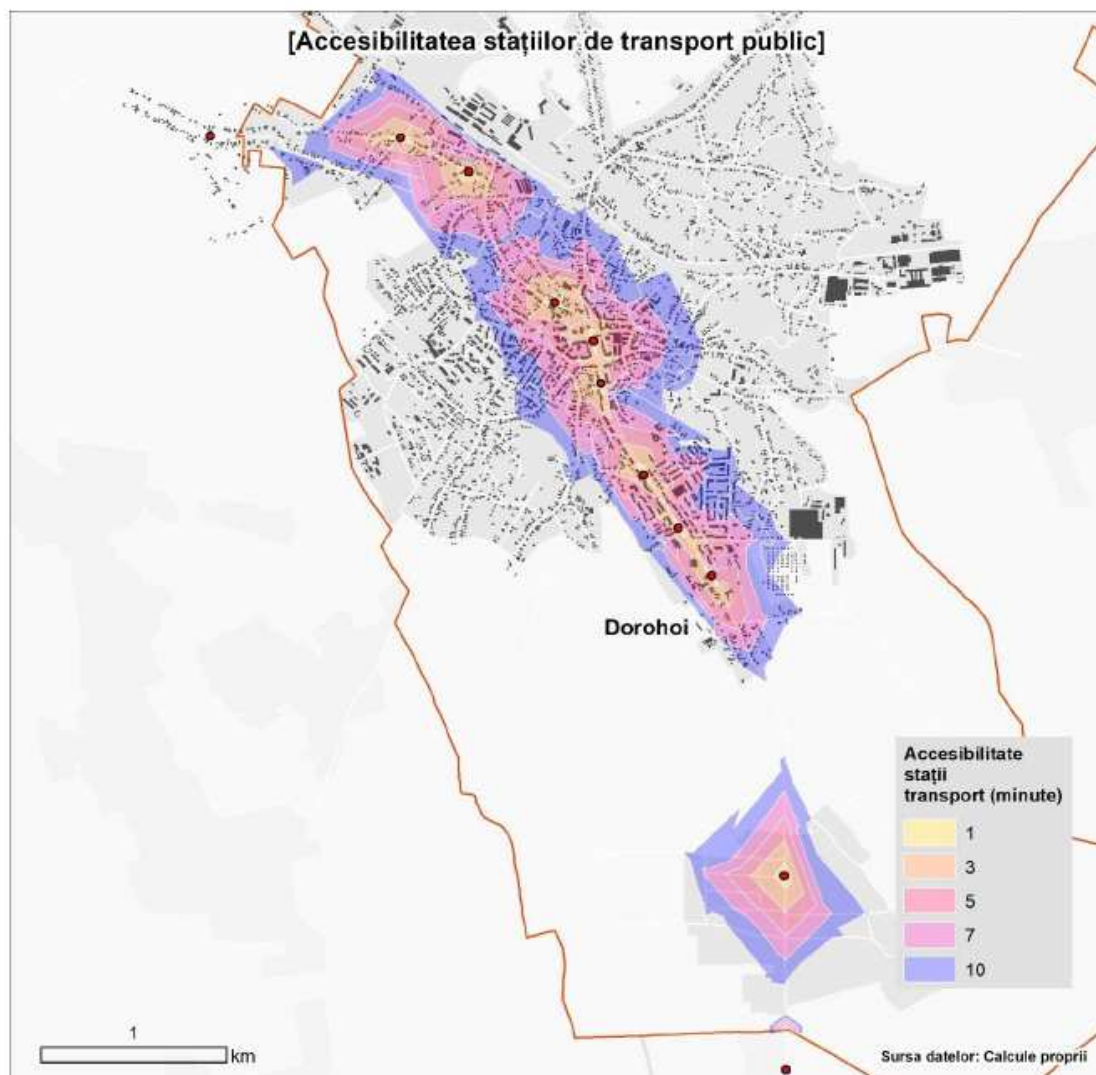 [Accesibilitatea stațiilor de transport public]
Dorohoi
Accesibilitate
stații
transport (minute)
1
3
5
7
10
1
km
Sursa datelor: Calcule proprii